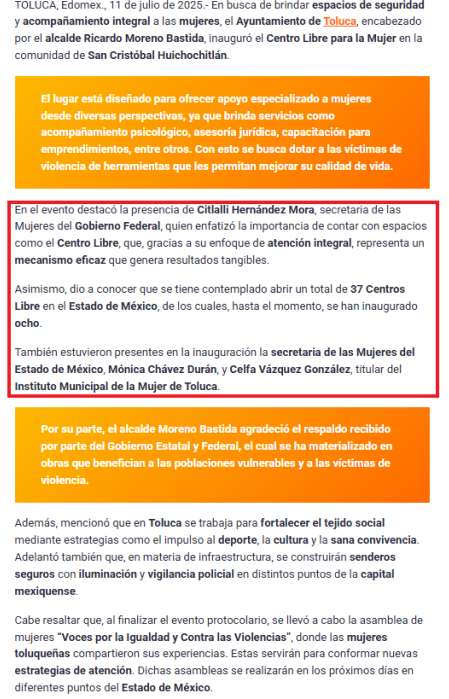 TOLUCA, Edomex., 11 de julio de 2025.- En busca de brindar espacios de seguridad
y acompañamiento integral a las mujeres, el Ayuntamiento de Toluca, encabezado
por el alcalde Ricardo Moreno Bastida, inauguró el Centro Libre para la Mujer en la
comunidad de San Cristóbal Huichochitlán.
El lugar está diseñado para ofrecer apoyo especializado a mujeres
desde diversas perspectivas, ya que brinda servicios como
acompañamiento psicológico, asesoría jurídica, capacitación para
emprendimientos, entre otros. Con esto se busca dotar a las víctimas de
violencia de herramientas que les permitan mejorar su calidad de vida.
En el evento destacó la presencia de Citlalli Hernández Mora, secretaria de las
Mujeres del Gobierno Federal, quien enfatizó la importancia de contar con espacios
como el Centro Libre, que, gracias a su enfoque de atención integral, representa un
mecanismo eficaz que genera resultados tangibles.
Asimismo, dio a conocer que se tiene contemplado abrir un total de 37 Centros
Libre en el Estado de México, de los cuales, hasta el momento, se han inaugurado
ocho.
También estuvieron presentes en la inauguración la secretaria de las Mujeres del
Estado de México, Mónica Chávez Durán, y Celfa Vázquez González, titular del
Instituto Municipal de la Mujer de Toluca.
Por su parte, el alcalde Moreno Bastida agradeció el respaldo recibido
por parte del Gobierno Estatal y Federal, el cual se ha materializado en
obras que benefician a las poblaciones vulnerables y a las víctimas de
violencia.
Además, mencionó que en Toluca se trabaja para fortalecer el tejido social
mediante estrategias como el impulso al deporte, la cultura y la sana convivencia.
Adelantó también que, en materia de infraestructura, se construirán senderos
seguros con iluminación y vigilancia policial en distintos puntos de la capital
mexiquense.
Cabe resaltar que, al finalizar el evento protocolario, se llevó a cabo la asamblea de
mujeres “Voces por la Igualdad y Contra las Violencias”, donde las mujeres
toluqueñas compartieron sus experiencias. Estas servirán para conformar nuevas
estrategias de atención. Dichas asambleas se realizarán en los próximos días en
diferentes puntos del Estado de México.